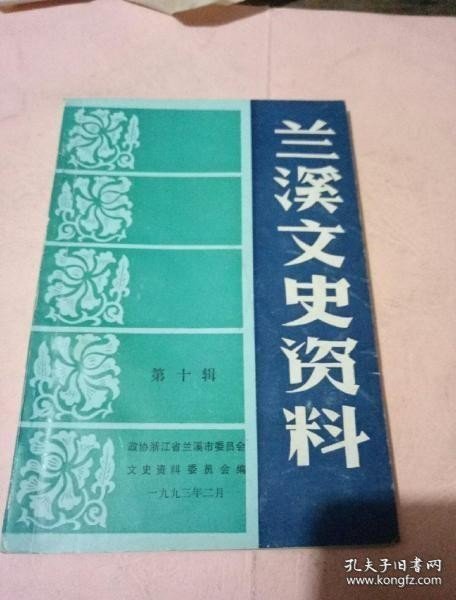 兰溪文史资料
第十辑
政协浙江省兰溪市委员会
文史资料委员会编
一九九三年二月
孔夫子旧书网
www.kongfz.com